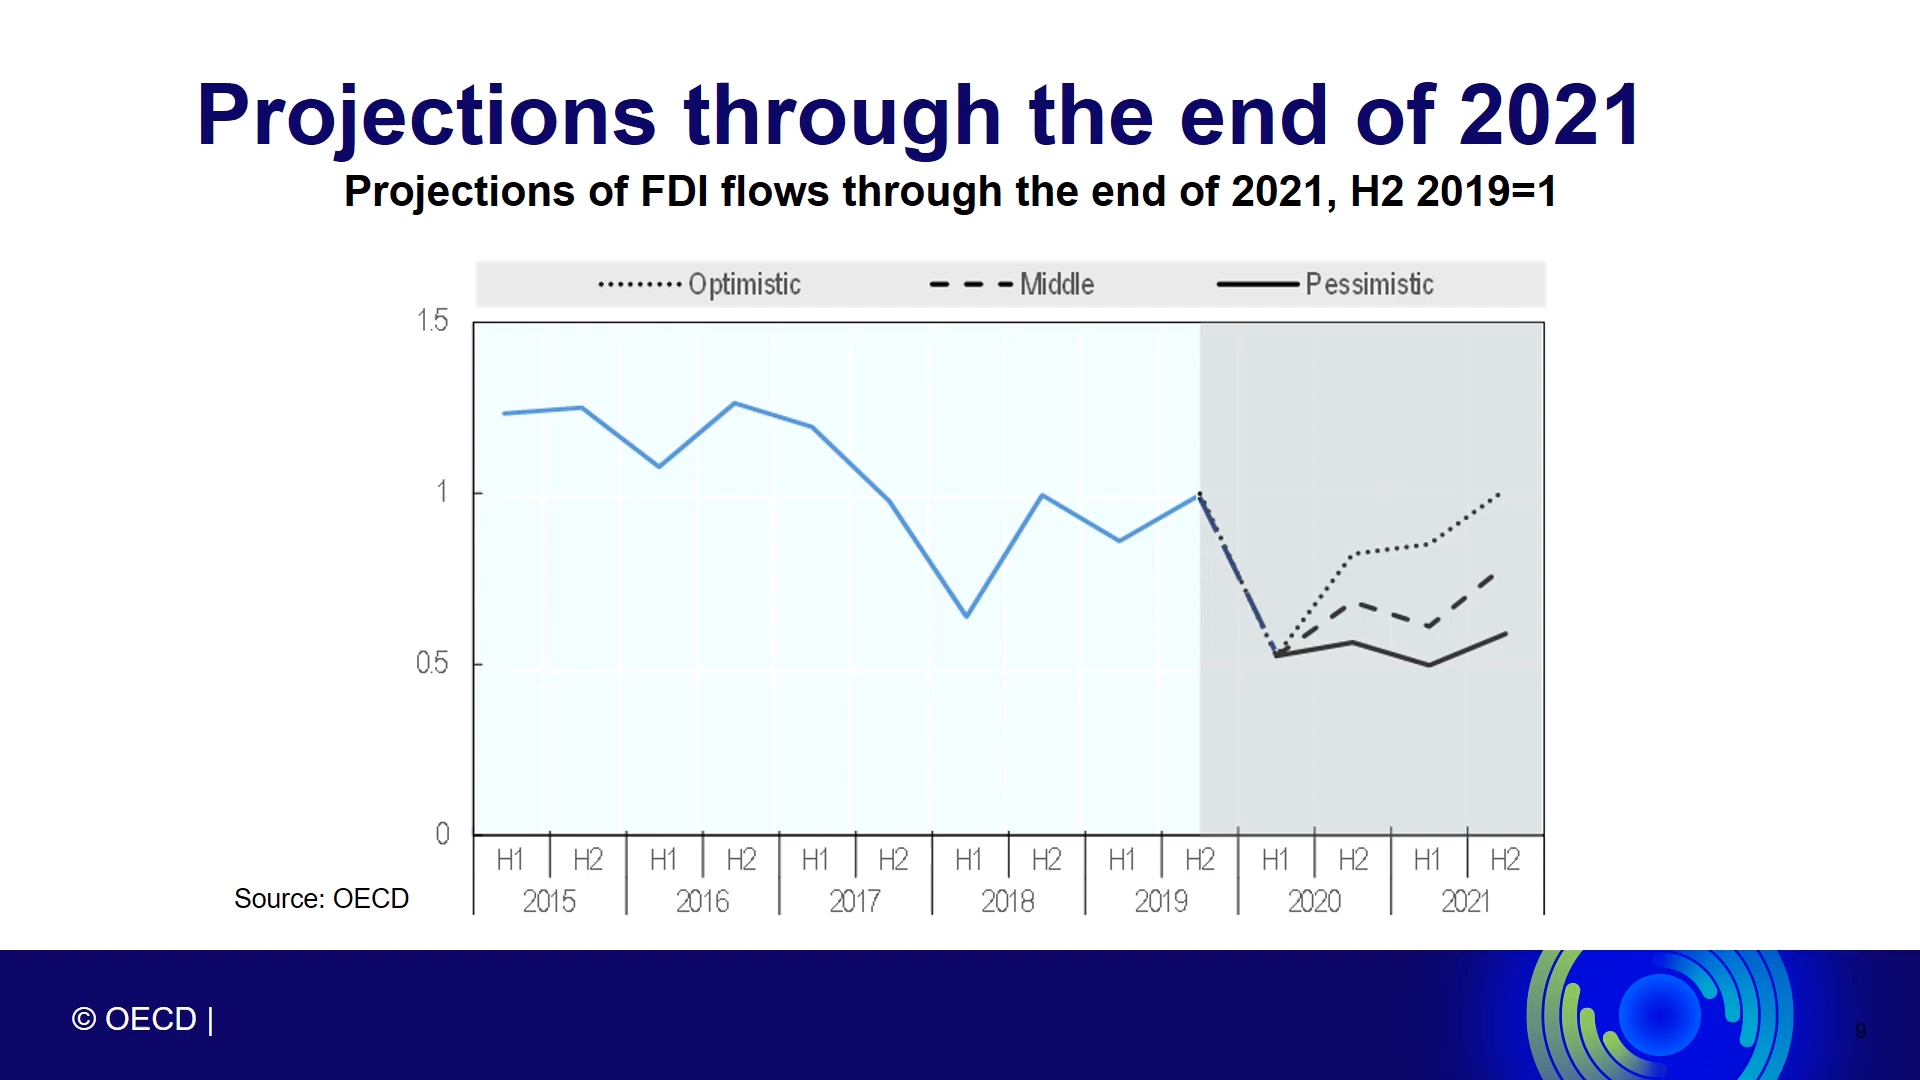 Projections through the end of 2021
Projections of FDI flows through the end of 2021, H2 2019=1
Optimistic Middle Pessimistic
1.5
1
0.5
0
H1 H2 H1 H2 H1 H2 H1 H2 H1 H2 H1 H2 H1 H2
2015 2016 2017 2018 2019 2020 2021
Source: OECD
© OECD |
9